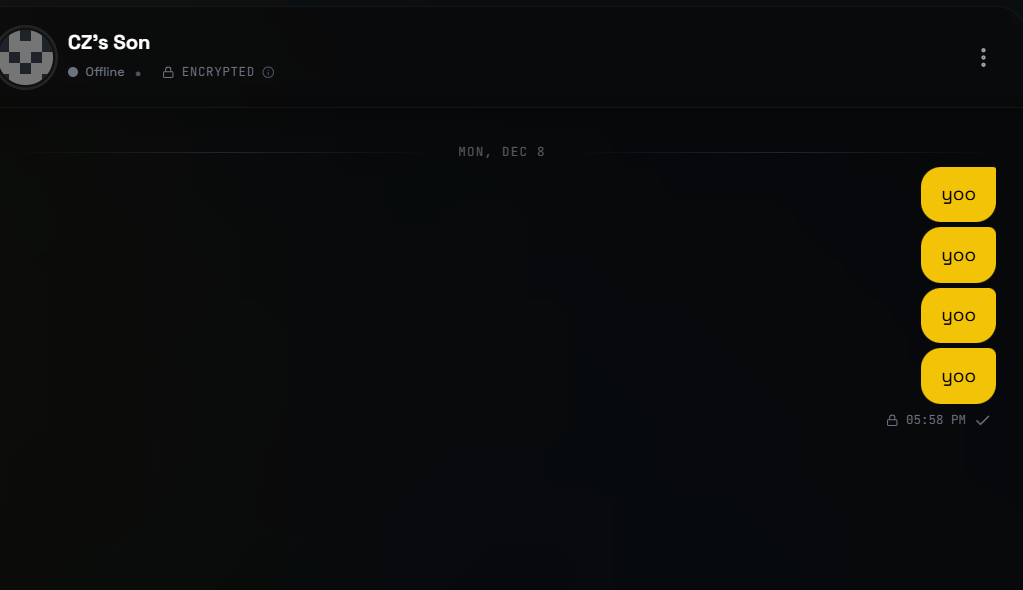 CZ's Son
Offline • ENCRYPTED
MON, DEC 8
yoo
yoo
yoo
yoo
05:58 PM